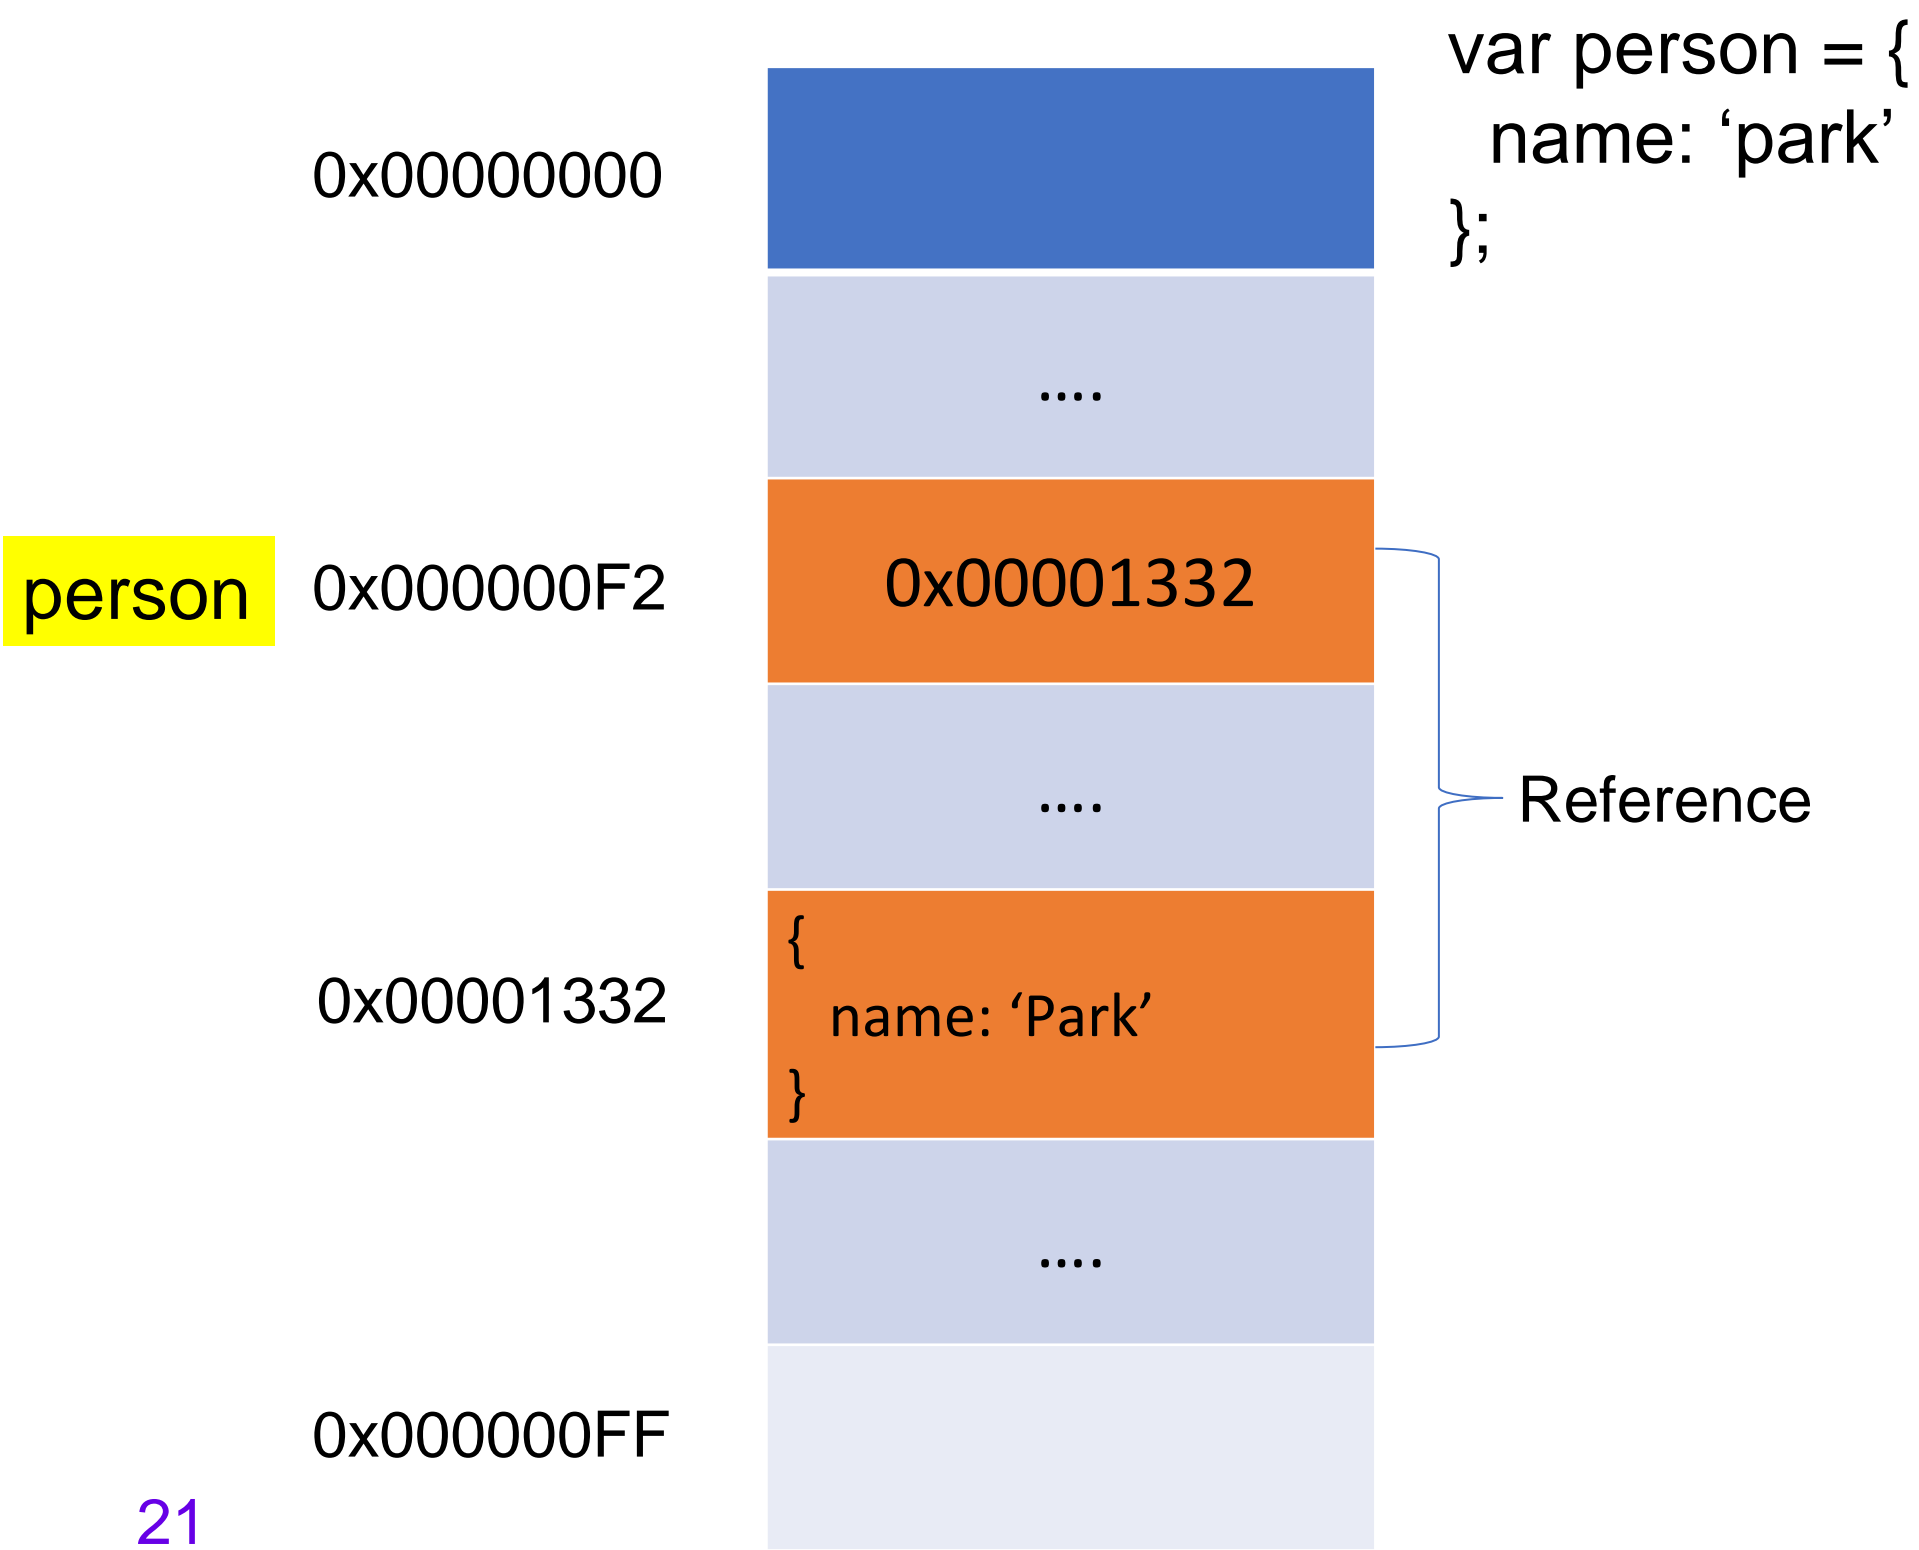 var person = {
name: ‘park’
};
0x00000000
....
person
0x000000F2
0x00001332
....
Reference
0x00001332
{
name: ‘Park’
}
....
0x000000FF
21